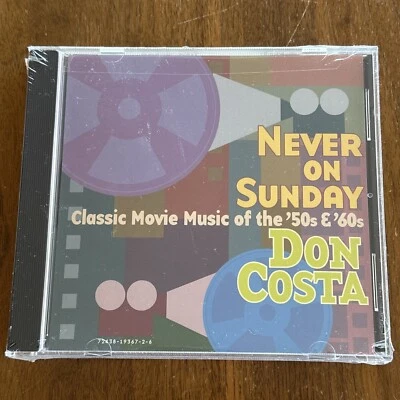 NEVER
ON
SUNDAY
Classic Movie Music of the '50s & '60s
DON
COSTA
72438-19367-2-6